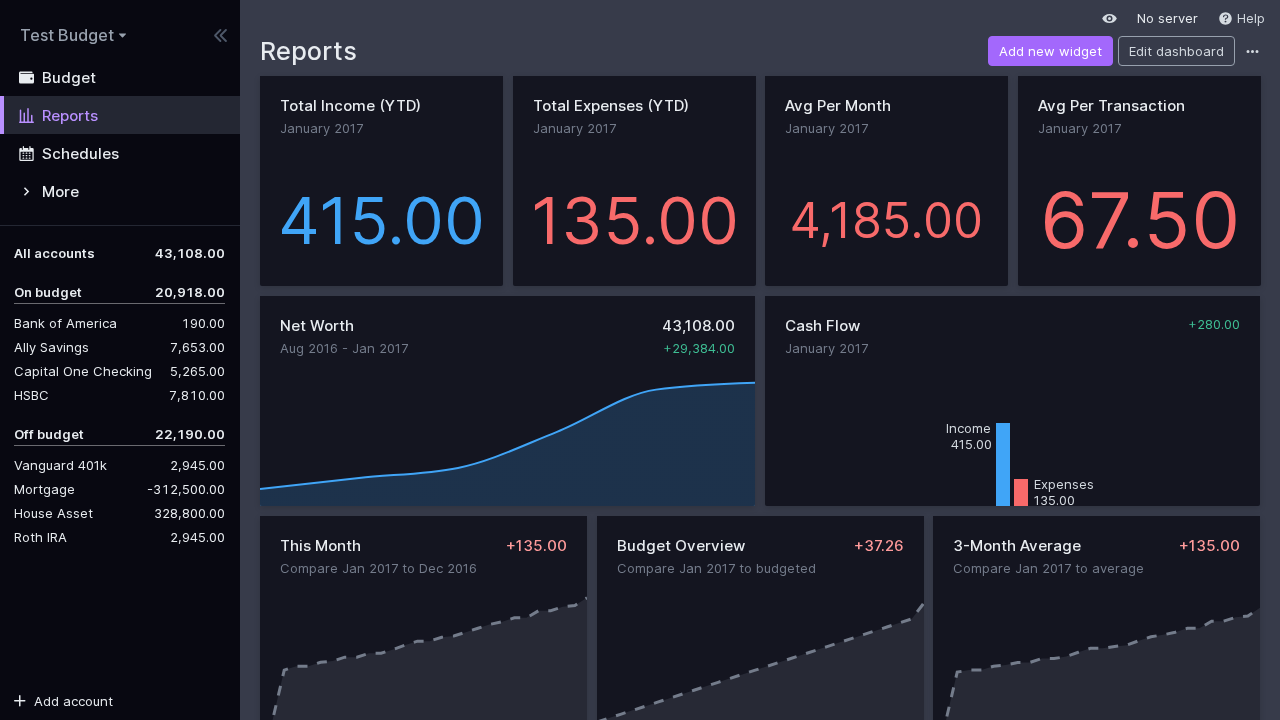 Test Budget
Budget
Reports
Schedules
More
All accounts 43,108.00
On budget 20,918.00
Bank of America 190.00
Ally Savings 7,653.00
Capital One Checking 5,265.00
HSBC 7,810.00
Off budget 22,190.00
Vanguard 401k 2,945.00
Mortgage -312,500.00
House Asset 328,800.00
Roth IRA 2,945.00
Add account
No server Help
Reports
Add new widget Edit dashboard
Total Income (YTD)
January 2017
415.00
Total Expenses (YTD)
January 2017
135.00
Avg Per Month
January 2017
4,185.00
Avg Per Transaction
January 2017
67.50
Net Worth 43,108.00
Aug 2016 - Jan 2017 +29,384.00
Cash Flow +280.00
January 2017
Income
415.00
Expenses
135.00
This Month +135.00
Compare Jan 2017 to Dec 2016
Budget Overview +37.26
Compare Jan 2017 to budgeted
3-Month Average +135.00
Compare Jan 2017 to average